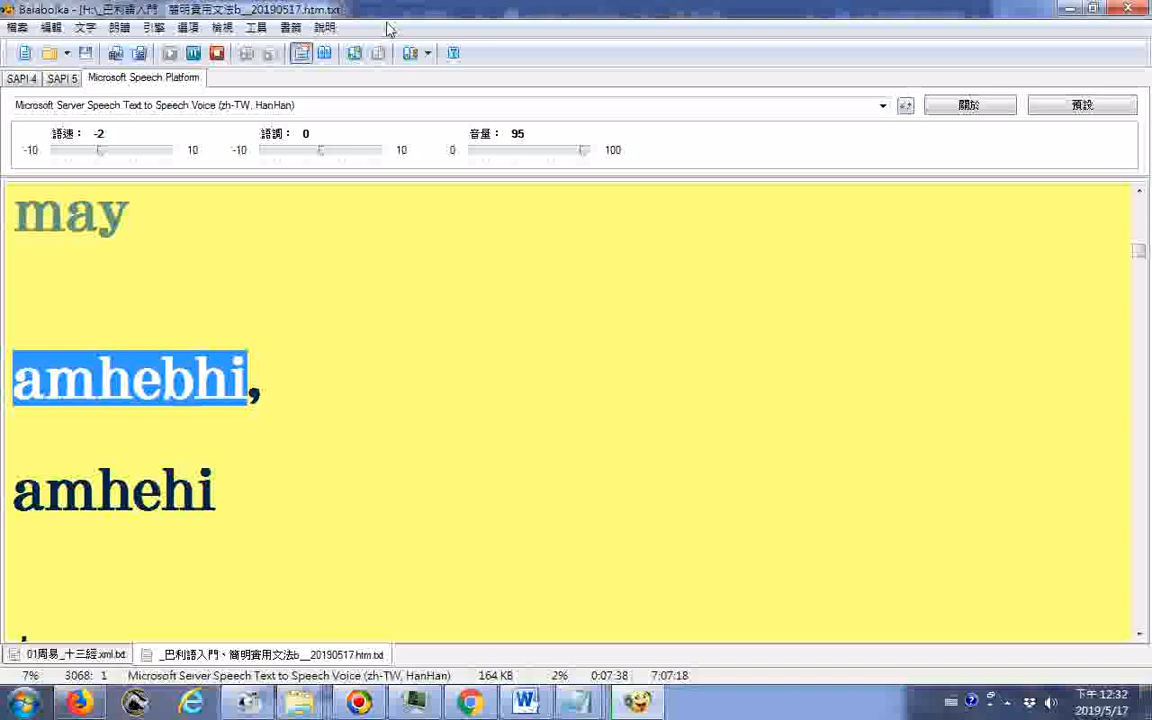 Balabolka - [H:\_巴利語入門、簡明實用文法b__20190517.htm.txt]
檔案 編輯 文字 朗讀 引擎 選項 檢視 工具 書籤 說明
SAPI 4 SAPI 5 Microsoft Speech Platform
Microsoft Server Speech Text to Speech Voice (zh-TW, HanHan) 關於 預設
語速： -2 語調： 0 音量： 95
-10 10 -10 10 0 100
may
amhebhi,
amhehi
01周易_十三經.xml.txt _巴利語入門、簡明實用文法b__20190517.htm.txt
7% 3068: 1 Microsoft Server Speech Text to Speech Voice (zh-TW, HanHan) 164 KB 2% 0:07:38 7:07:18
下午 12:32
2019/5/17